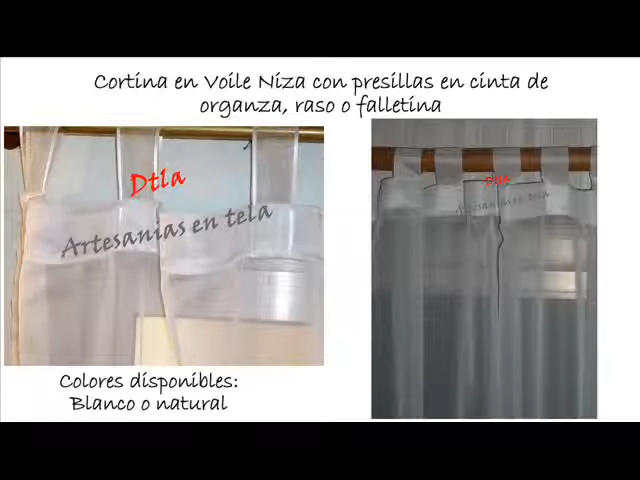 Cortina en Voile Niza con presillas en cinta de
organza, raso o falletina
Dtla
Artesanias en tela
Dtla
Artesanias en tela
Colores disponibles:
Blanco o natural